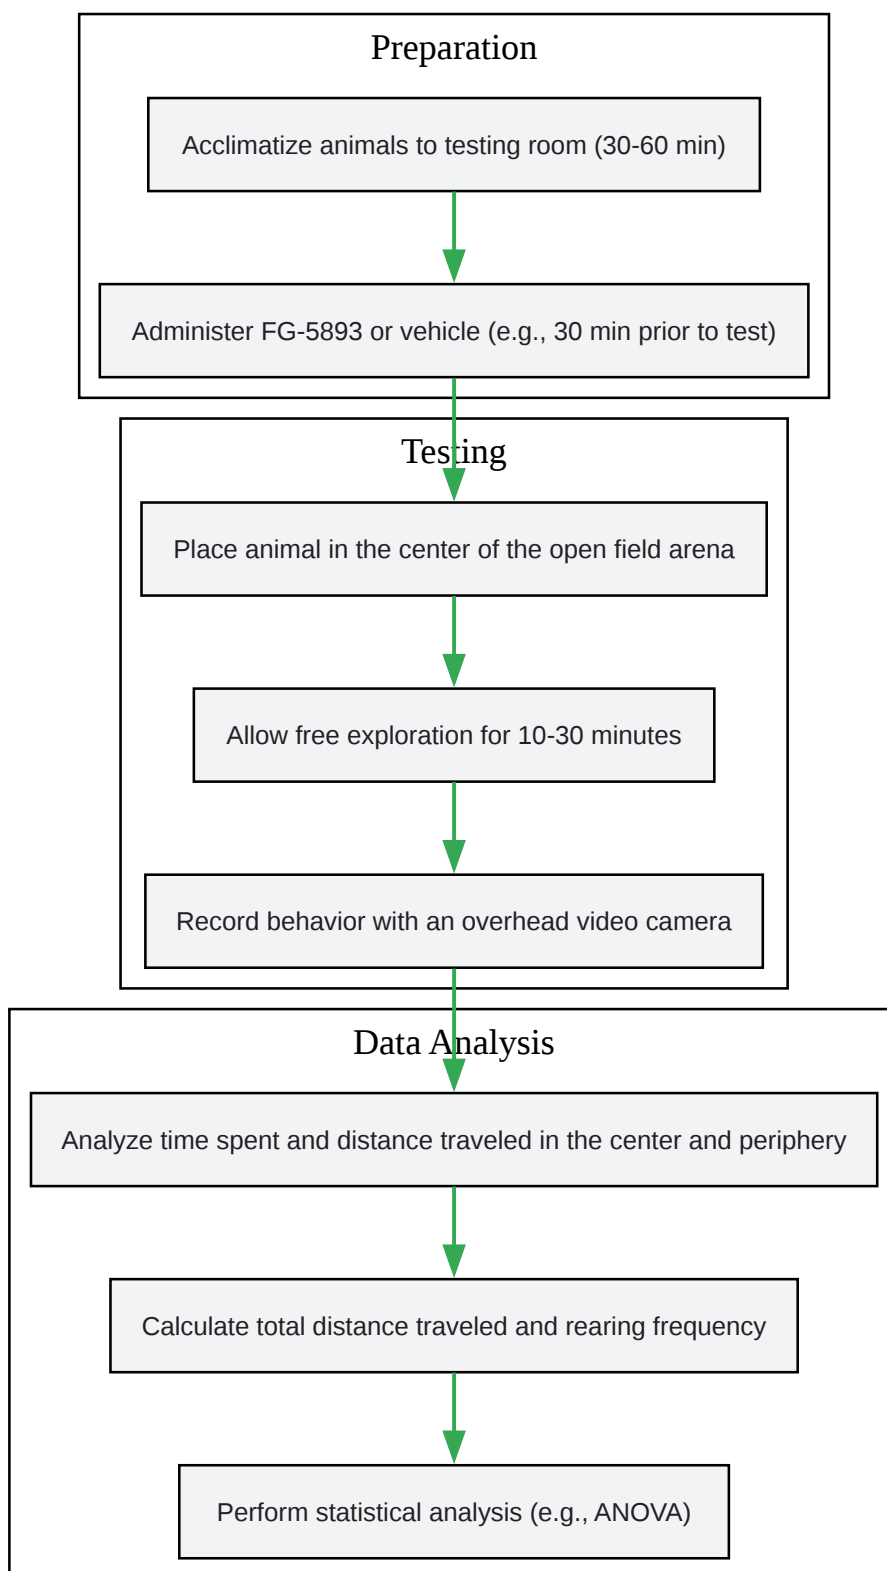 Preparation
Acclimatize animals to testing room (30-60 min)
Administer FG-5893 or vehicle (e.g., 30 min prior to test)
Testing
Place animal in the center of the open field arena
Allow free exploration for 10-30 minutes
Record behavior with an overhead video camera
Data Analysis
Analyze time spent and distance traveled in the center and periphery
Calculate total distance traveled and rearing frequency
Perform statistical analysis (e.g., ANOVA)